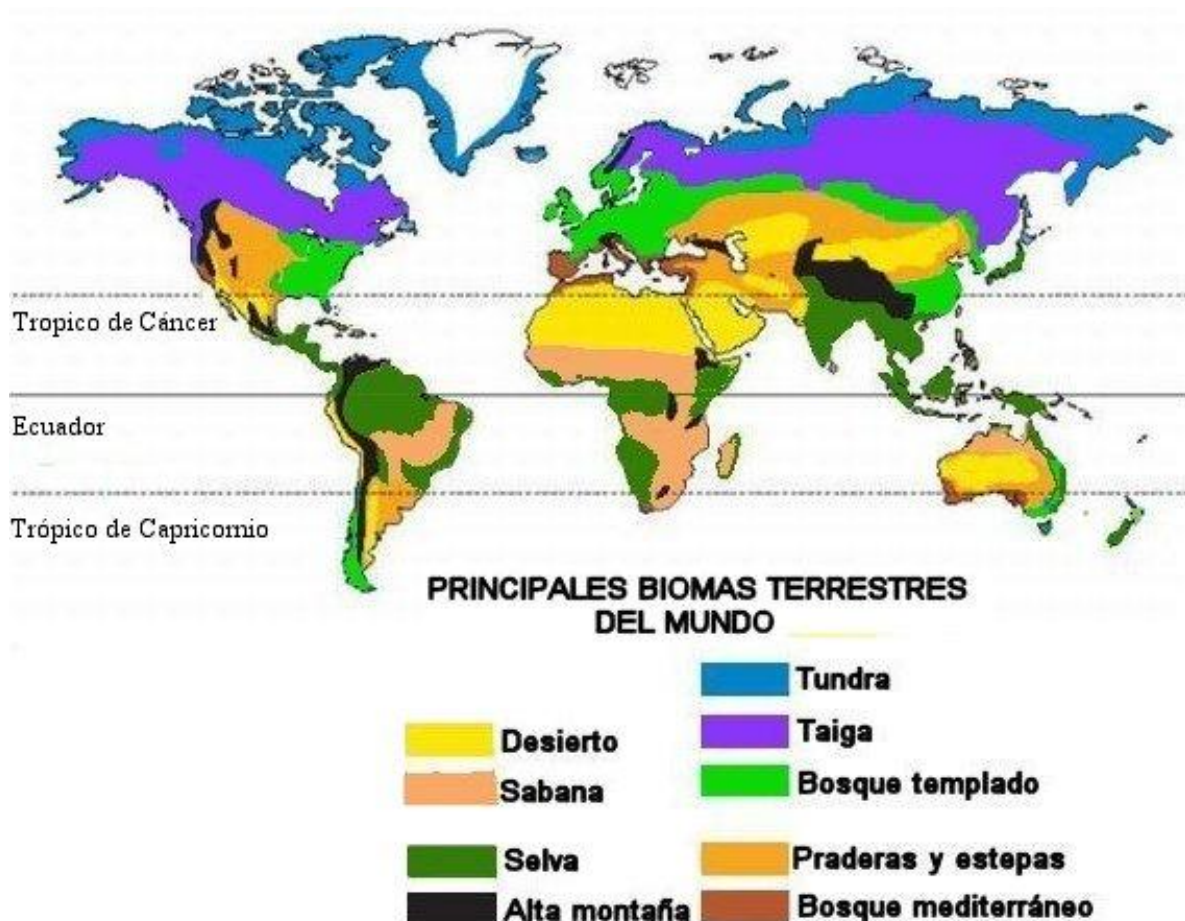 Tropico de Cáncer
Ecuador
Trópico de Capricornio
PRINCIPALES BIOMAS TERRESTRES
DEL MUNDO
Desierto
Sabana
Selva
Alta montaña
Tundra
Taiga
Bosque templado
Praderas y estepas
Bosque mediterráneo